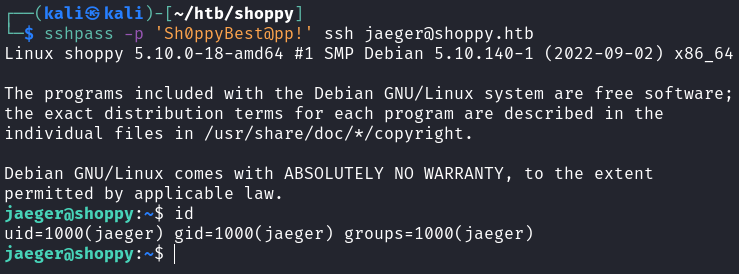 ┌──(kali㉿kali)-[~/htb/shoppy]
└─$ sshpass -p 'Sh0ppyBest@pp!' ssh jaeger@shoppy.htb
Linux shoppy 5.10.0-18-amd64 #1 SMP Debian 5.10.140-1 (2022-09-02) x86_64

The programs included with the Debian GNU/Linux system are free software;
the exact distribution terms for each program are described in the
individual files in /usr/share/doc/*/copyright.

Debian GNU/Linux comes with ABSOLUTELY NO WARRANTY, to the extent
permitted by applicable law.
jaeger@shoppy:~$ id
uid=1000(jaeger) gid=1000(jaeger) groups=1000(jaeger)
jaeger@shoppy:~$